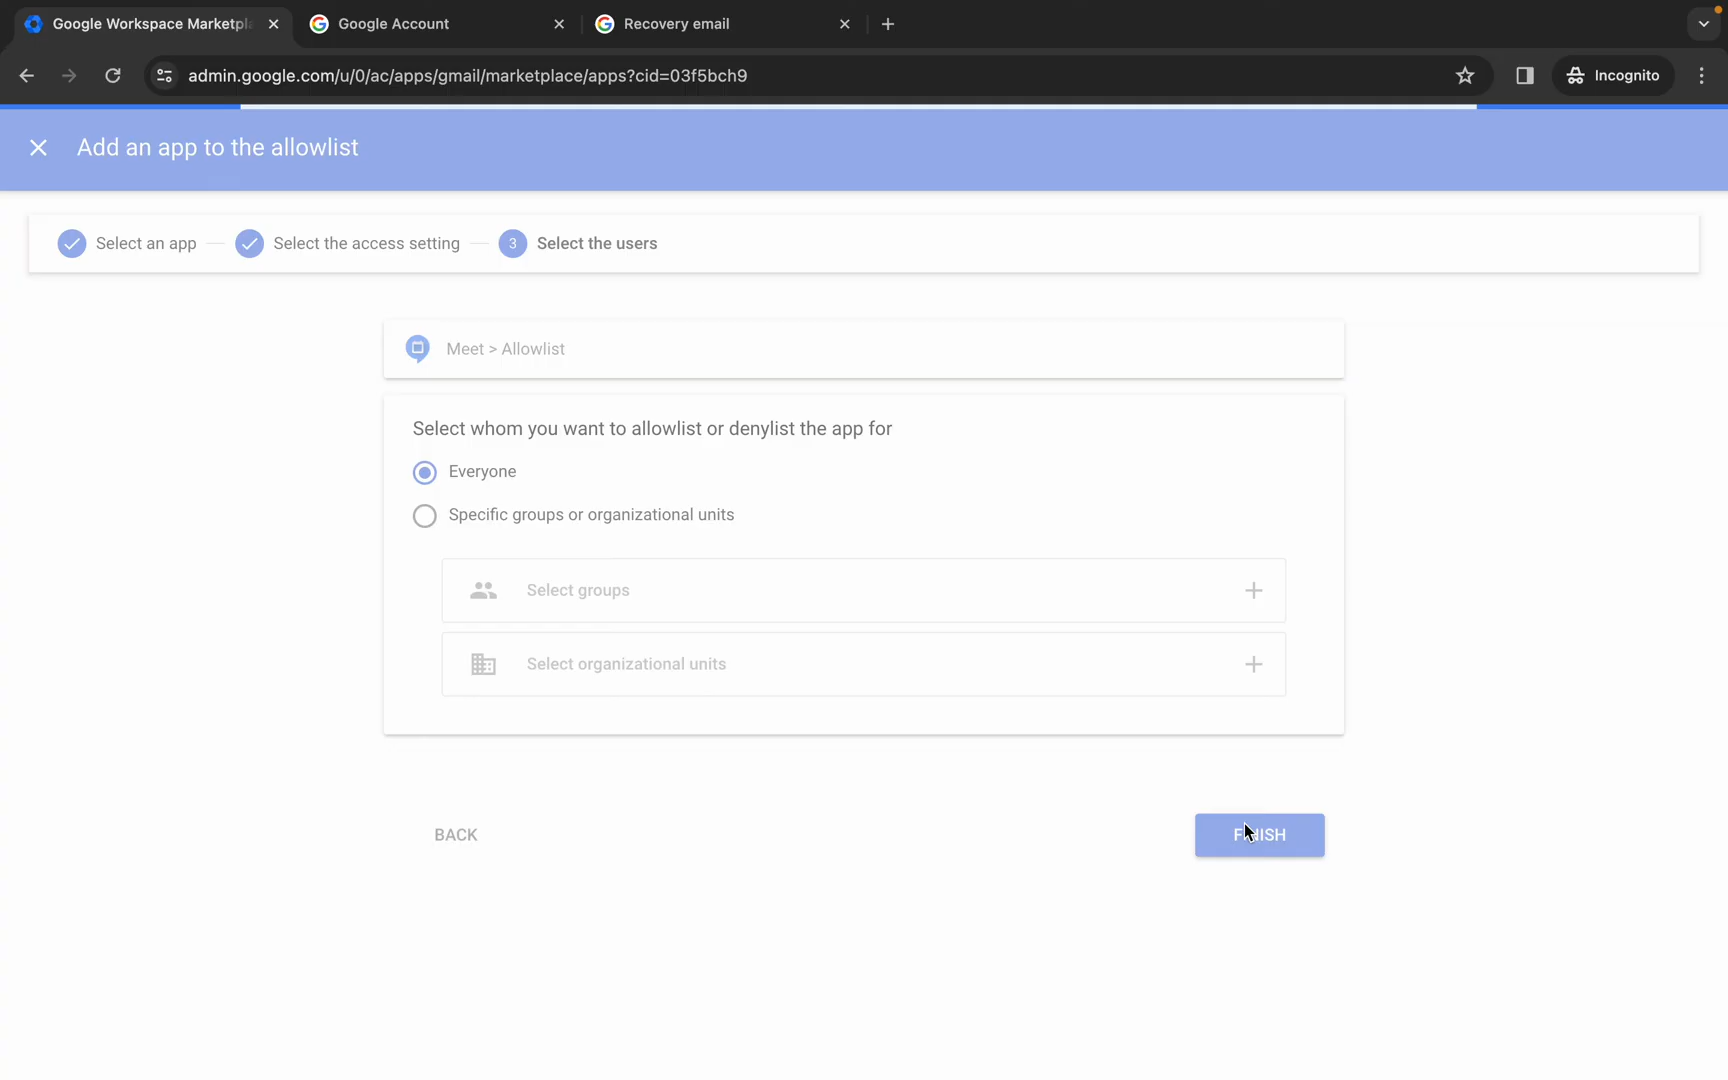 Google Workspace Marketpl
Google Account
Recovery email
admin.google.com/u/0/ac/apps/gmail/marketplace/apps?cid=03f5bch9
Incognito
Add an app to the allowlist
Select an app
Select the access setting
3 Select the users
Meet > Allowlist
Select whom you want to allowlist or denylist the app for
Everyone
Specific groups or organizational units
Select groups
Select organizational units
BACK
FINISH